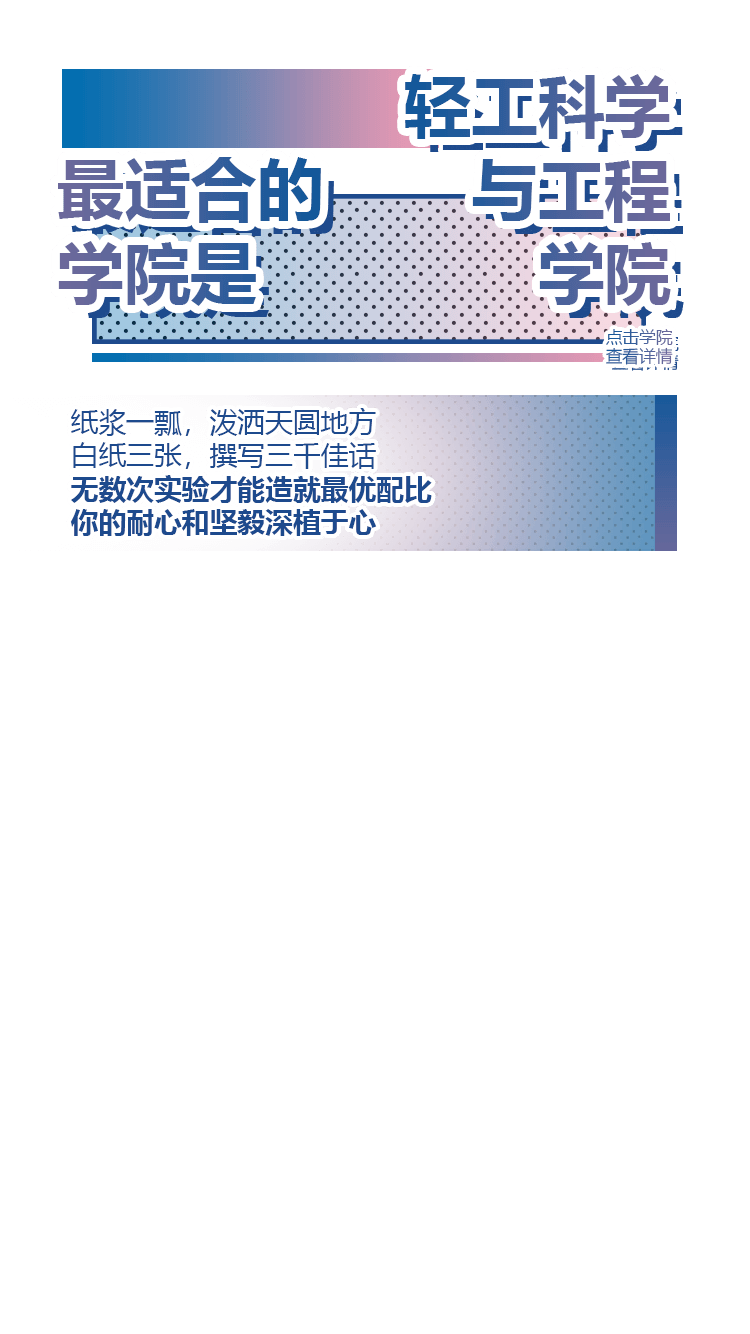 最适合的
学院是
轻工科学
与工程
学院
点击学院
查看详情
纸浆一瓢，泼洒天圆地方
白纸三张，撰写三千佳话
无数次实验才能造就最优配比
你的耐心和坚毅深植于心